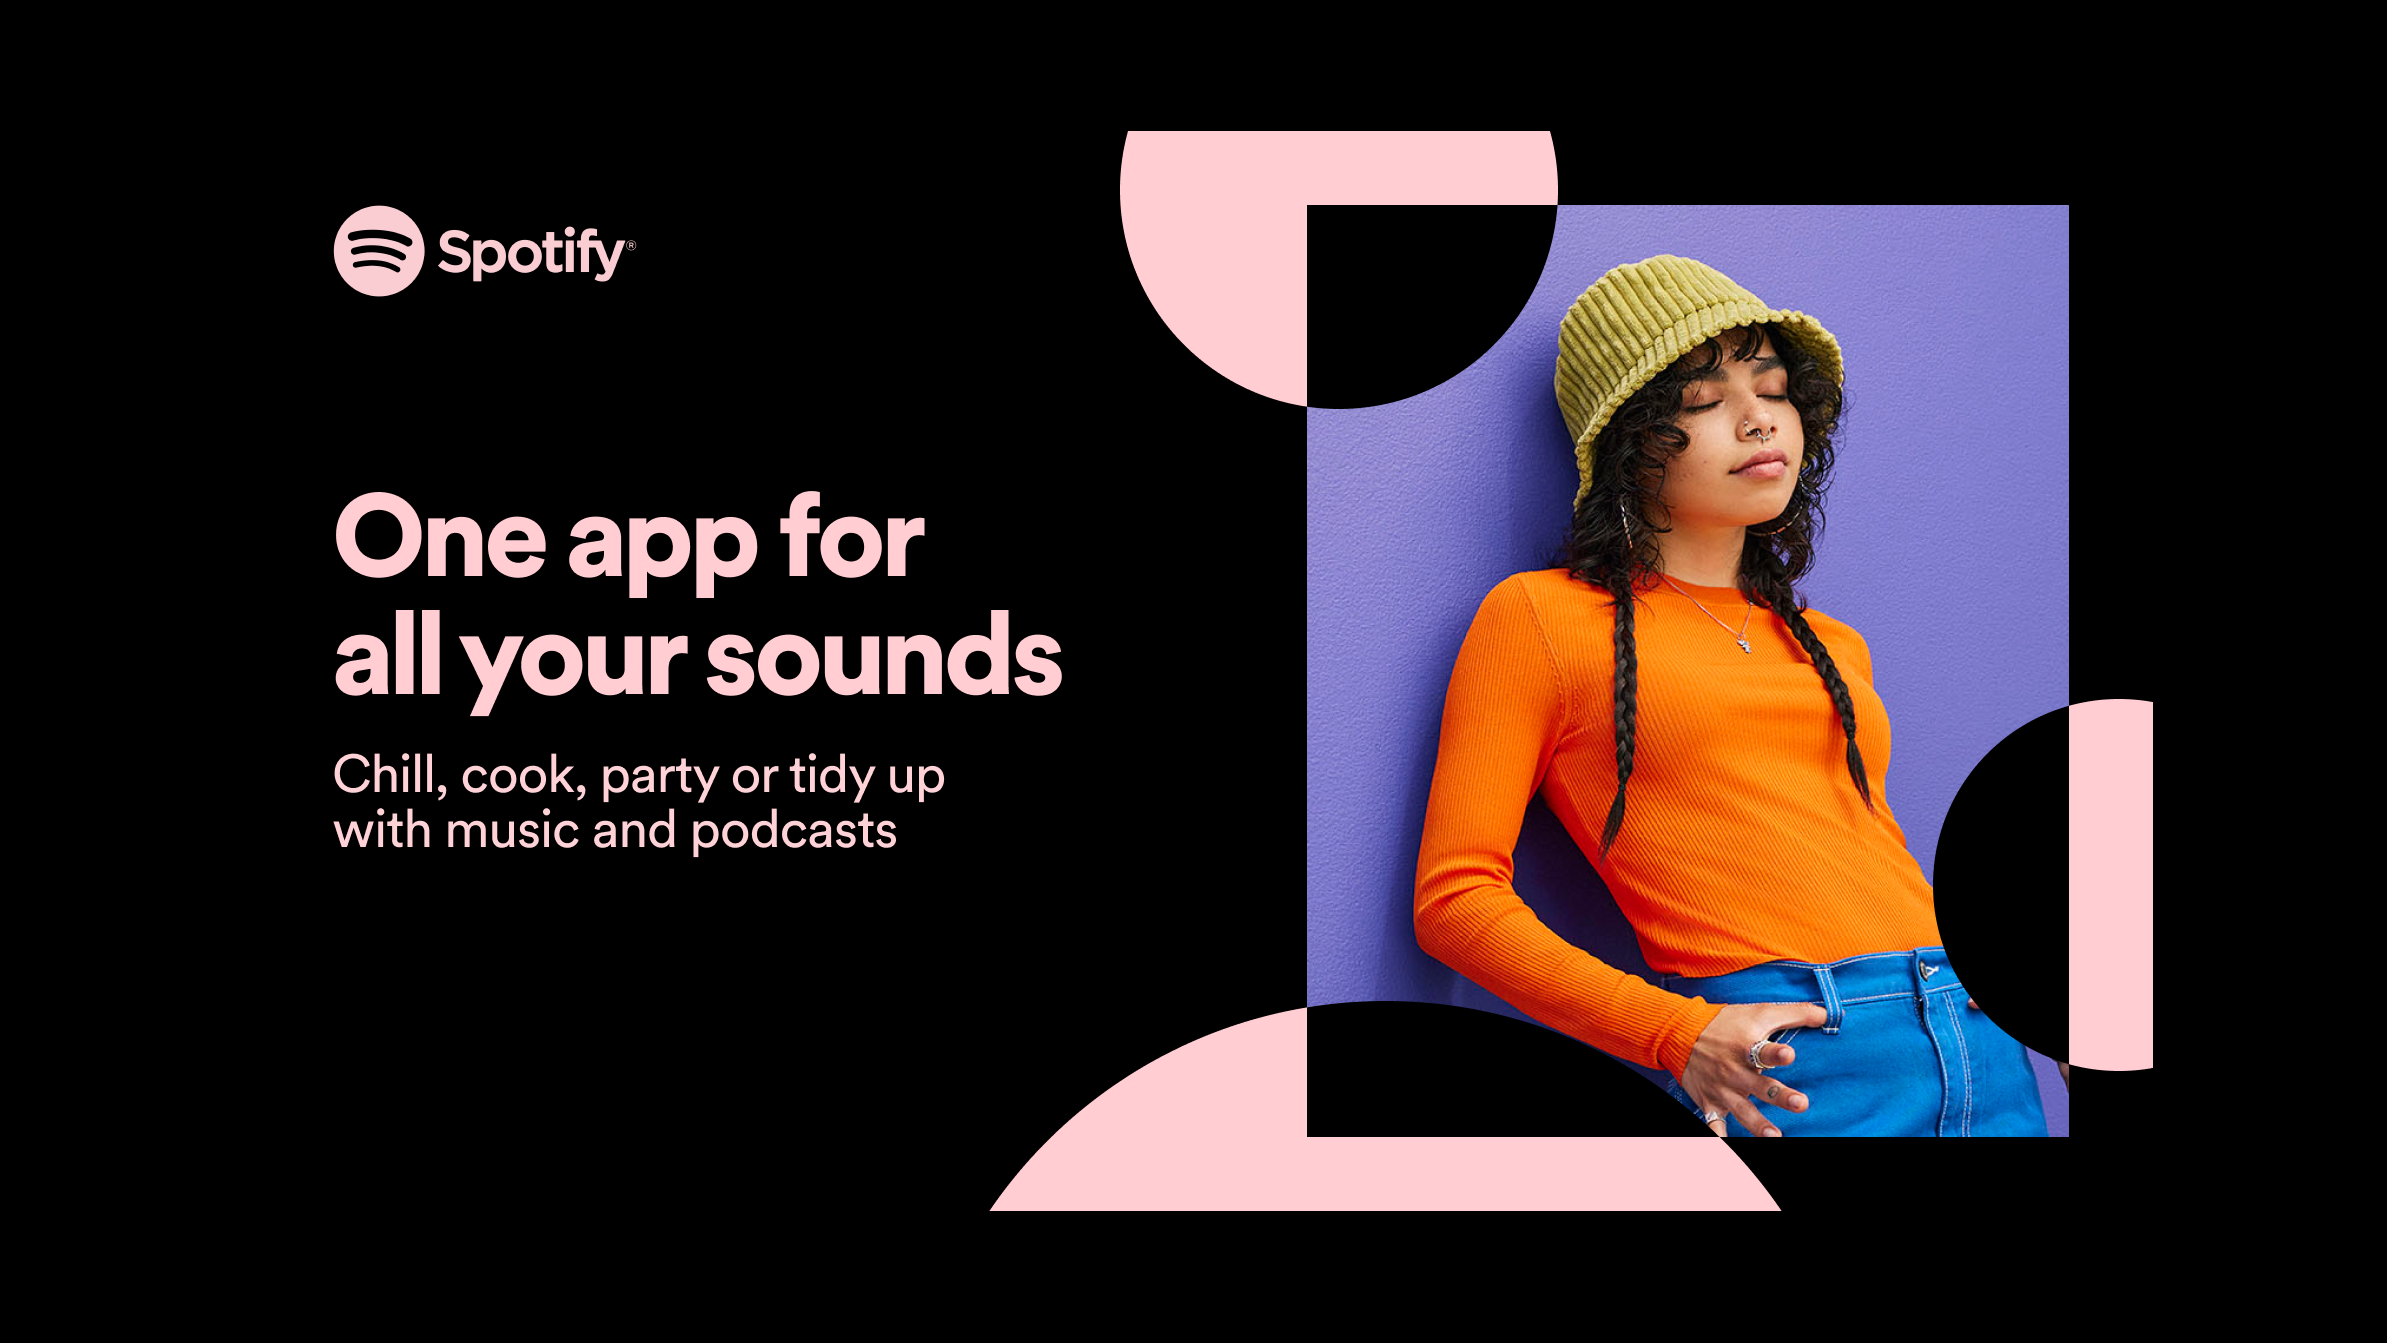 Spotify®
One app for
all your sounds
Chill, cook, party or tidy up
with music and podcasts